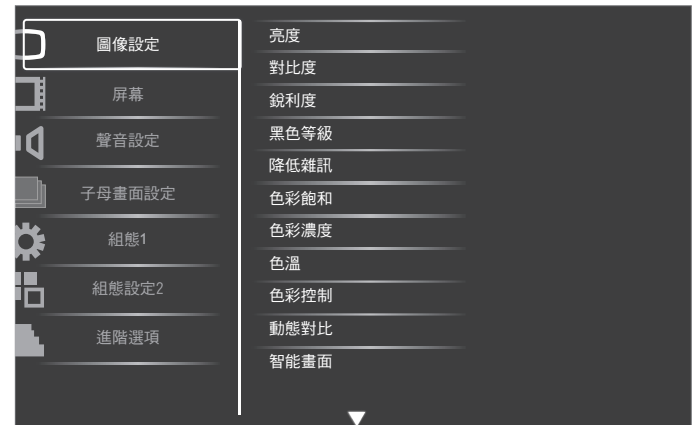 圖像設定
屏幕
聲音設定
子母畫面設定
組態1
組態設定2
進階選項
亮度
對比度
銳利度
黑色等級
降低雜訊
色彩飽和
色彩濃度
色溫
色彩控制
動態對比
智能畫面